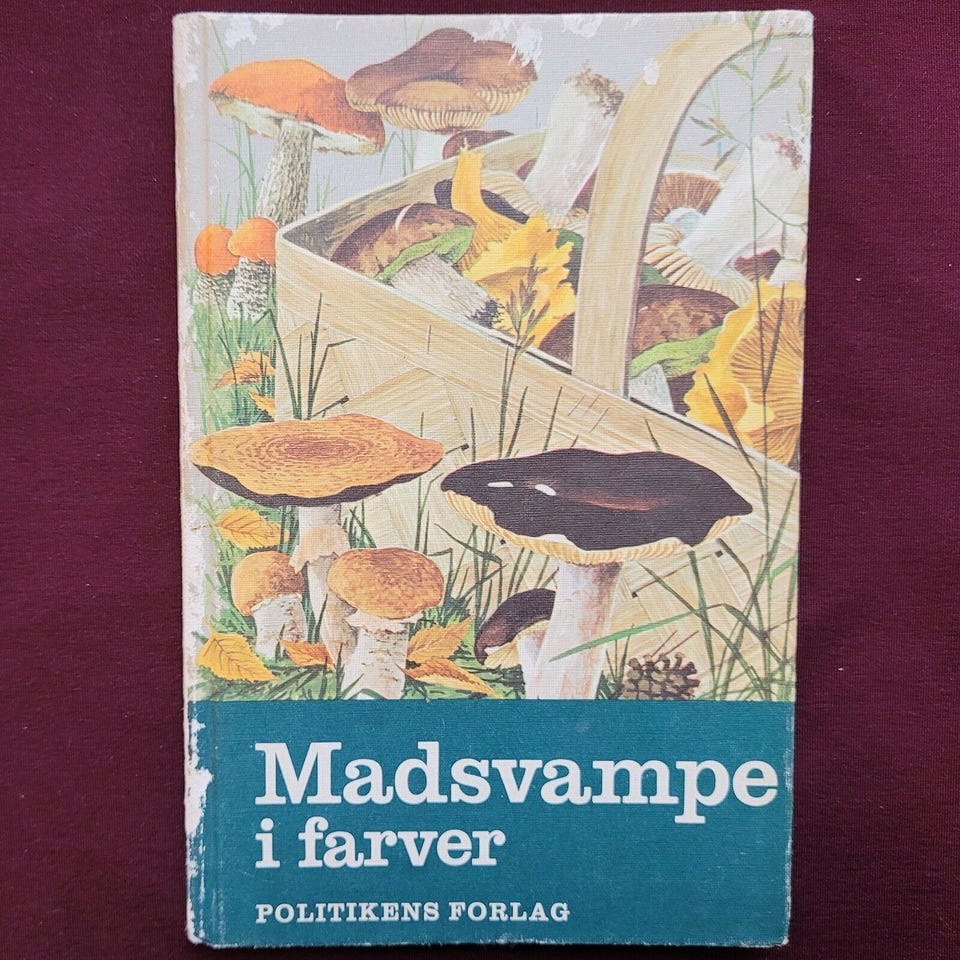 Madsvampe
i farver
POLITIKENS FORLAG